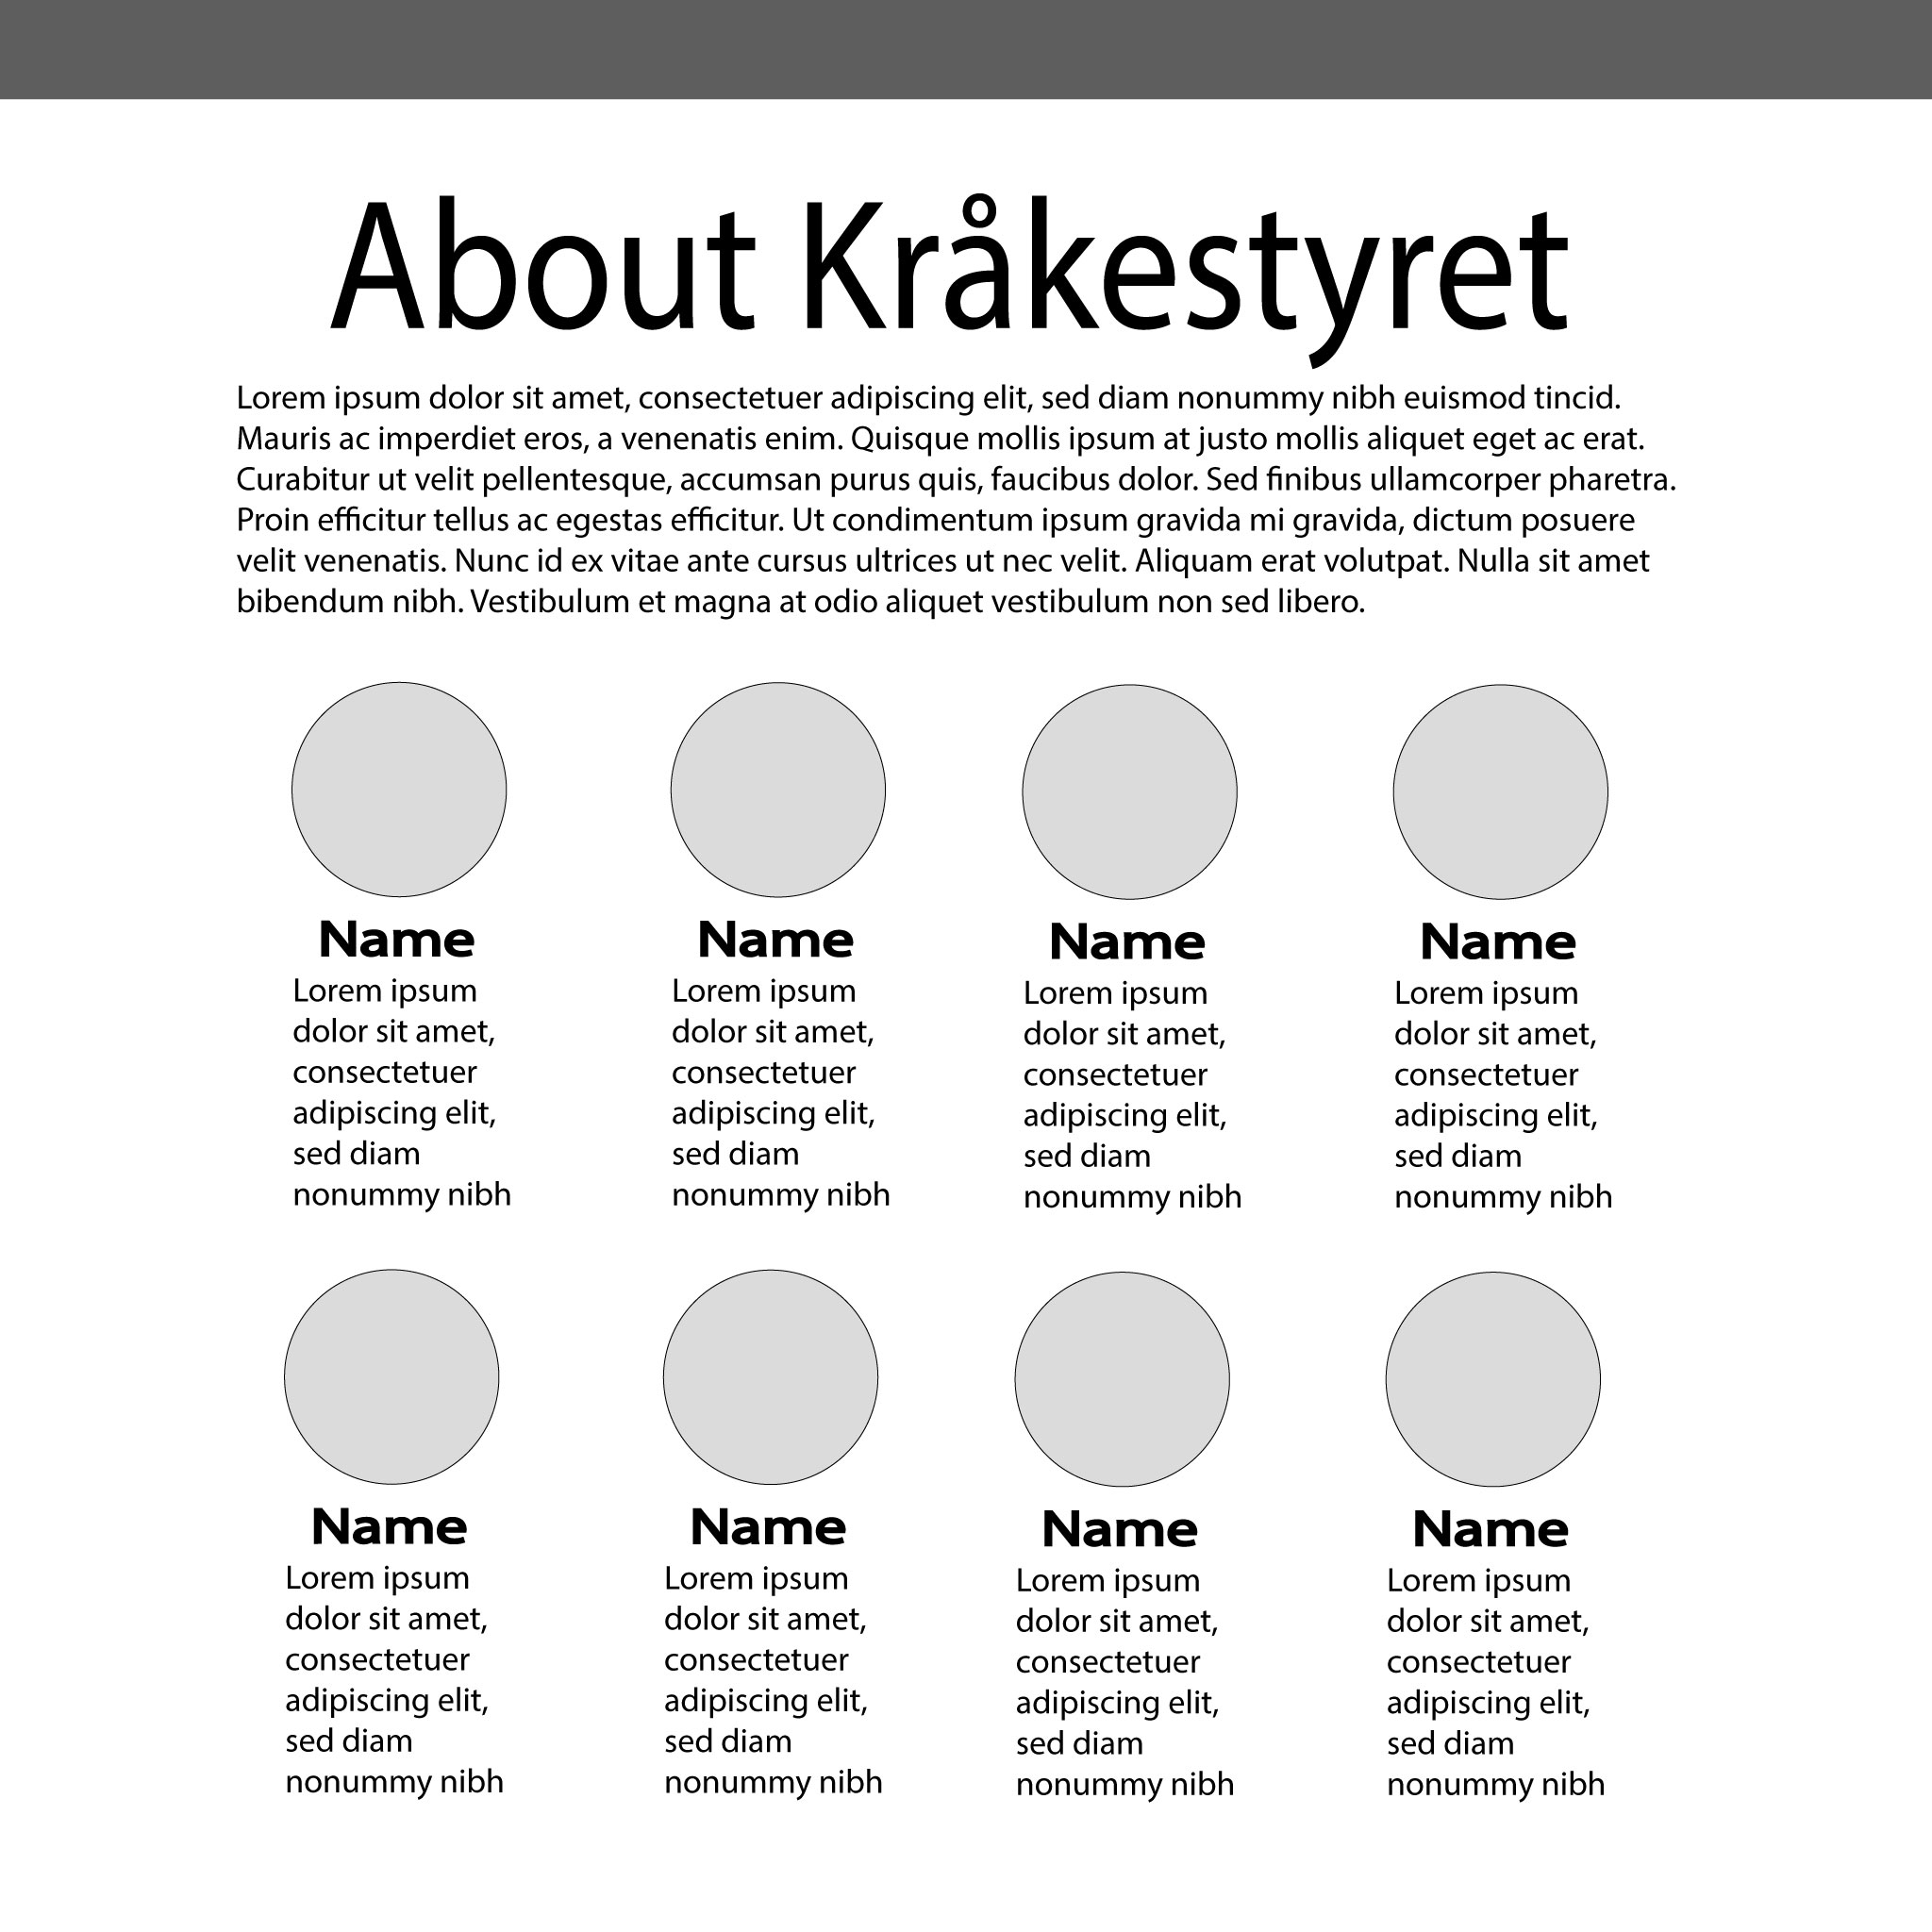 About Kråkestyret
Lorem ipsum dolor sit amet, consectetuer adipiscing elit, sed diam nonummy nibh euismod tincid.
Mauris ac imperdiet eros, a venenatis enim. Quisque mollis ipsum at justo mollis aliquet eget ac erat.
Curabitur ut velit pellentesque, accumsan purus quis, faucibus dolor. Sed finibus ullamcorper pharetra.
Proin efficitur tellus ac egestas efficitur. Ut condimentum ipsum gravida mi gravida, dictum posuere
velit venenatis. Nunc id ex vitae ante cursus ultrices ut nec velit. Aliquam erat volutpat. Nulla sit amet
bibendum nibh. Vestibulum et magna at odio aliquet vestibulum non sed libero.
Name
Lorem ipsum
dolor sit amet,
consectetuer
adipiscing elit,
sed diam
nonummy nibh
Name
Lorem ipsum
dolor sit amet,
consectetuer
adipiscing elit,
sed diam
nonummy nibh
Name
Lorem ipsum
dolor sit amet,
consectetuer
adipiscing elit,
sed diam
nonummy nibh
Name
Lorem ipsum
dolor sit amet,
consectetuer
adipiscing elit,
sed diam
nonummy nibh
Name
Lorem ipsum
dolor sit amet,
consectetuer
adipiscing elit,
sed diam
nonummy nibh
Name
Lorem ipsum
dolor sit amet,
consectetuer
adipiscing elit,
sed diam
nonummy nibh
Name
Lorem ipsum
dolor sit amet,
consectetuer
adipiscing elit,
sed diam
nonummy nibh
Name
Lorem ipsum
dolor sit amet,
consectetuer
adipiscing elit,
sed diam
nonummy nibh